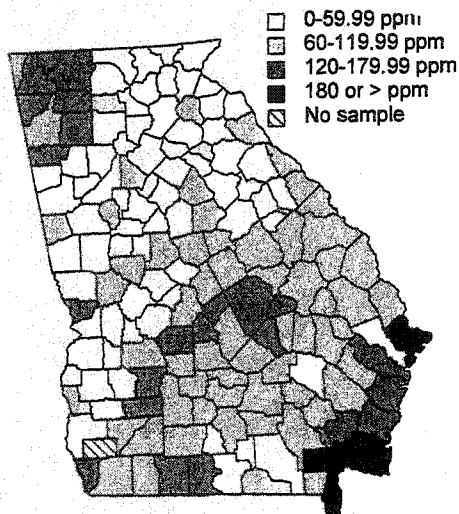 0-59.99 ppm
60-119.99 ppm
120-179.99 ppm
180 or > ppm
No sample